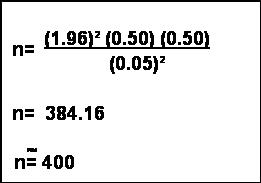 n= (1.96)² (0.50) (0.50)
(0.05)²
n= 384.16
n≅ 400